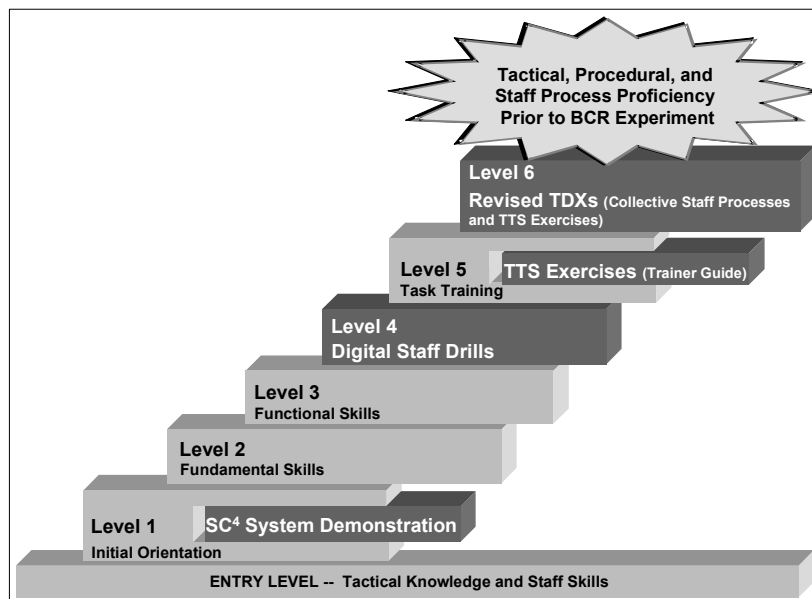 Tactical, Procedural, and
Staff Process Proficiency
Prior to BCR Experiment
Level 6
Revised TDXs (Collective Staff Processes
and TTS Exercises)
Level 5
Task Training
TTS Exercises (Trainer Guide)
Level 4
Digital Staff Drills
Level 3
Functional Skills
Level 2
Fundamental Skills
Level 1
Initial Orientation
SC⁴ System Demonstration
ENTRY LEVEL -- Tactical Knowledge and Staff Skills